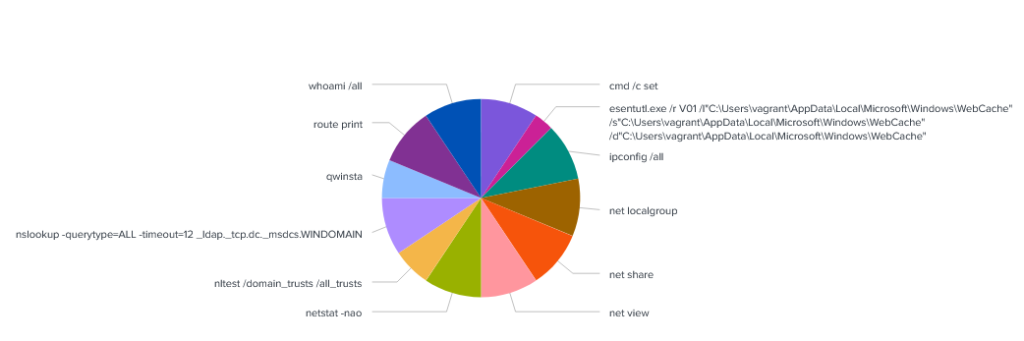 whoami /all
cmd /c set
esentutl.exe /r V01 /l"C:\Users\vagrant\AppData\Local\Microsoft\Windows\WebCache"
/s"C:\Users\vagrant\AppData\Local\Microsoft\Windows\WebCache"
/d"C:\Users\vagrant\AppData\Local\Microsoft\Windows\WebCache"
route print
ipconfig /all
qwinsta
net localgroup
nslookup -querytype=ALL -timeout=12 _ldap._tcp.dc._msdcs.WINDOMAIN
net share
nltest /domain_trusts /all_trusts
netstat -nao
net view